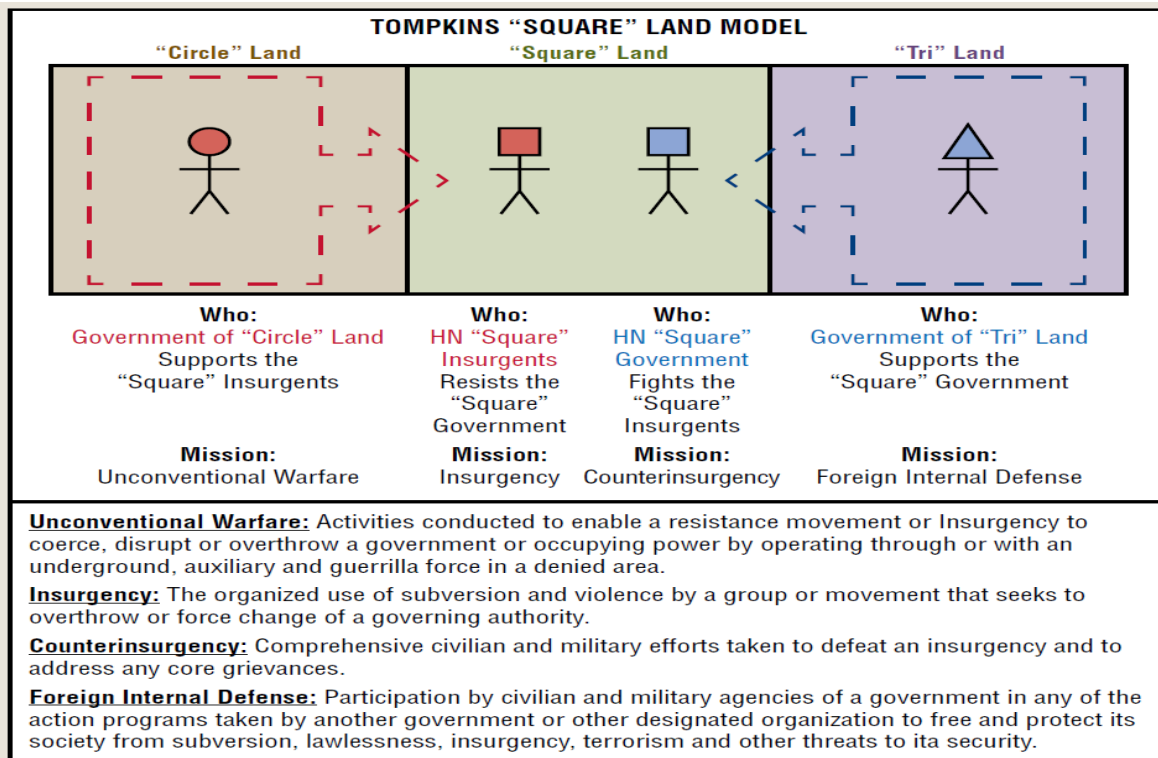 TOMPKINS “SQUARE” LAND MODEL
“Circle” Land
“Square” Land
“Tri” Land
Who:
Government of “Circle” Land
Supports the
“Square” Insurgents
Mission:
Unconventional Warfare
Who:
HN “Square”
Insurgents
Resists the
“Square”
Government
Mission:
Insurgency
Who:
HN “Square”
Government
Fights the
“Square”
Insurgents
Mission:
Counterinsurgency
Who:
Government of “Tri” Land
Supports the
“Square” Government
Mission:
Foreign Internal Defense
Unconventional Warfare: Activities conducted to enable a resistance movement or Insurgency to
coerce, disrupt or overthrow a government or occupying power by operating through or with an
underground, auxiliary and guerrilla force in a denied area.
Insurgency: The organized use of subversion and violence by a group or movement that seeks to
overthrow or force change of a governing authority.
Counterinsurgency: Comprehensive civilian and military efforts taken to defeat an insurgency and to
address any core grievances.
Foreign Internal Defense: Participation by civilian and military agencies of a government in any of the
action programs taken by another government or other designated organization to free and protect its
society from subversion, lawlessness, insurgency, terrorism and other threats to ita security.